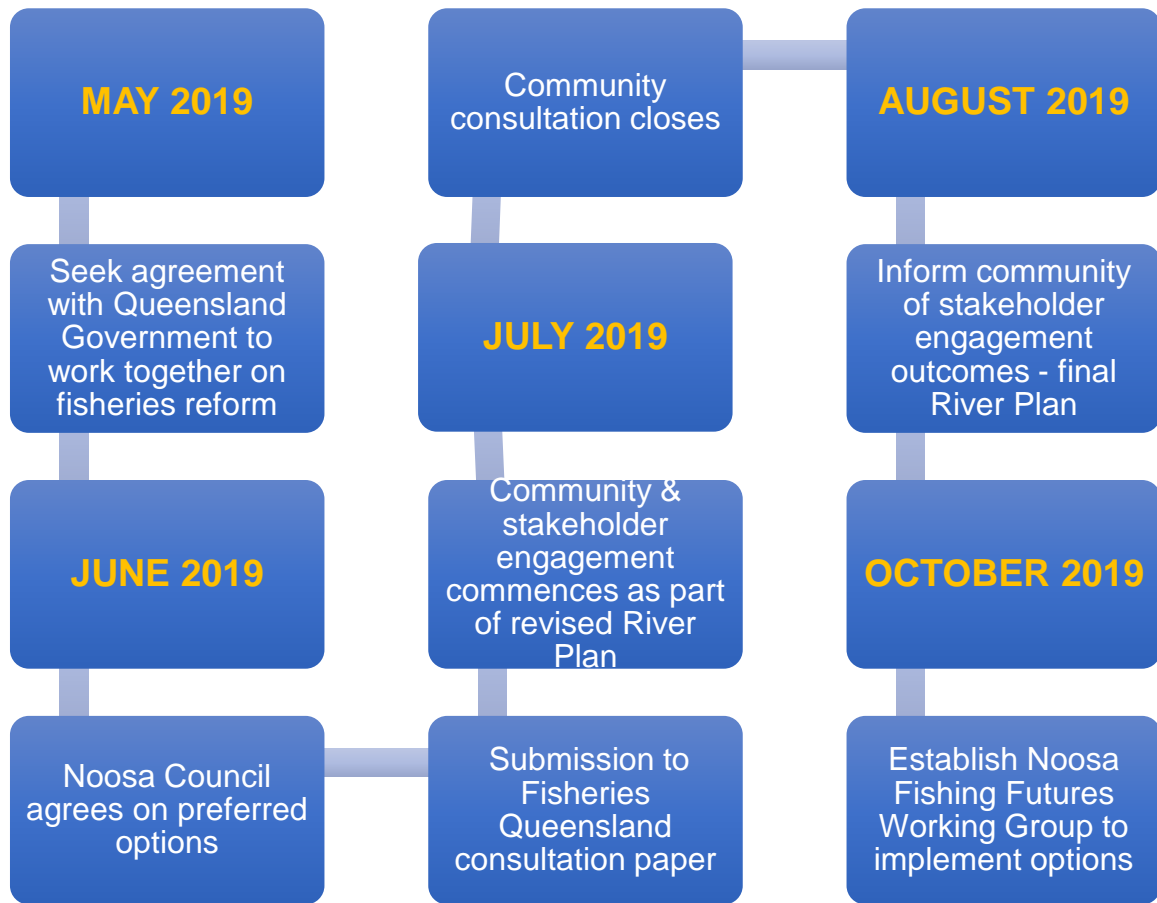 MAY 2019
Seek agreement
with Queensland
Government to
work together on
fisheries reform
JUNE 2019
Noosa Council
agrees on preferred
options
Submission to
Fisheries
Queensland
consultation paper
Community &
stakeholder
engagement
commences as part
of revised River
Plan
JULY 2019
Community
consultation closes
AUGUST 2019
Inform community
of stakeholder
engagement
outcomes - final
River Plan
OCTOBER 2019
Establish Noosa
Fishing Futures
Working Group to
implement options